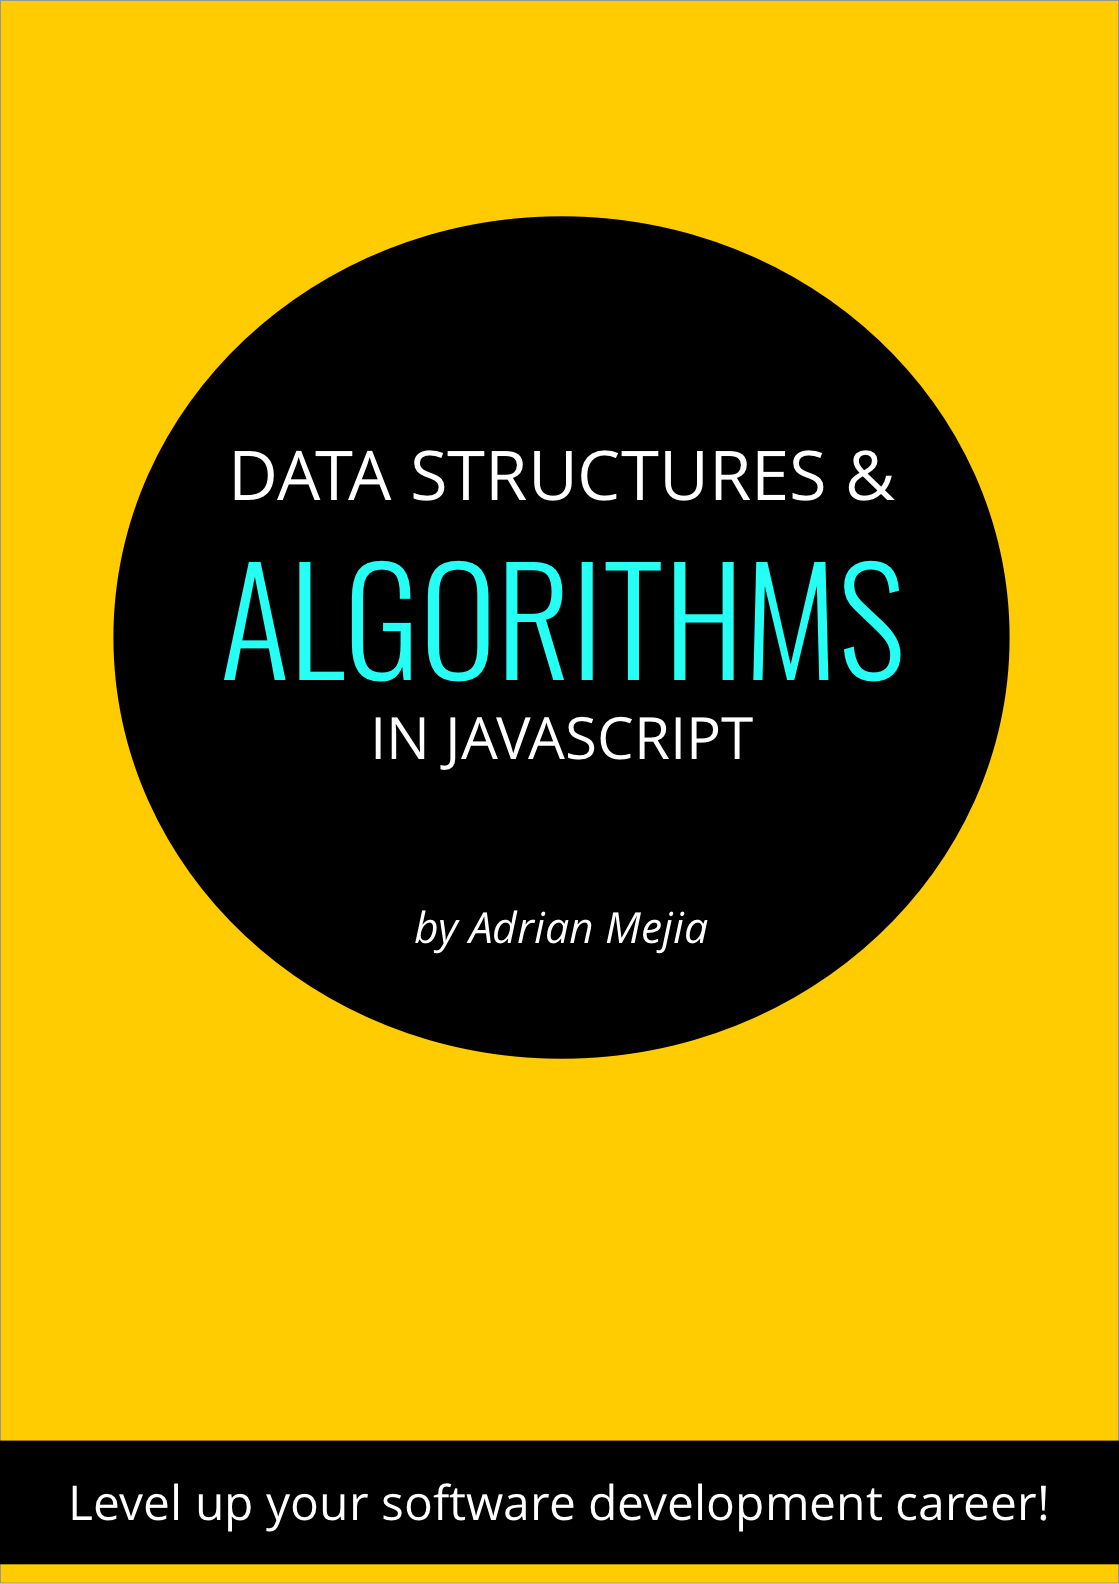 DATA STRUCTURES &
ALGORITHMS
IN JAVASCRIPT
by Adrian Mejia
Level up your software development career!